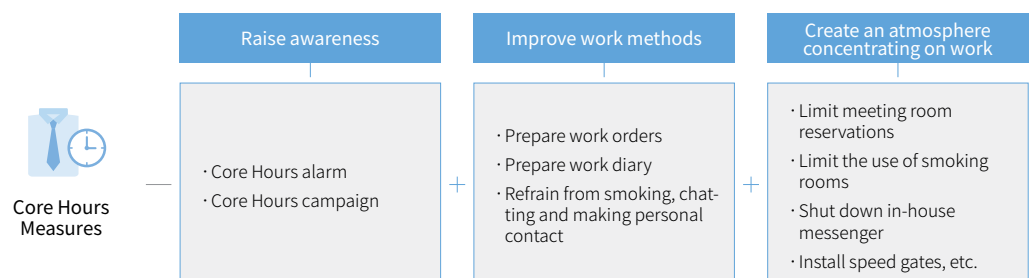 Raise awareness
Improve work methods
Create an atmosphere
concentrating on work
Core Hours
Measures
· Core Hours alarm
· Core Hours campaign
+
· Prepare work orders
· Prepare work diary
· Refrain from smoking, chat-
ting and making personal
contact
+
· Limit meeting room
reservations
· Limit the use of smoking
rooms
· Shut down in-house
messenger
· Install speed gates, etc.